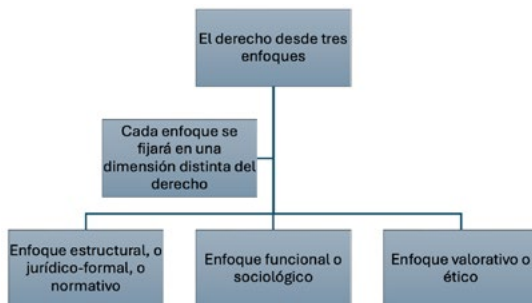 El derecho desde tres
enfoques
Cada enfoque se
fijará en una
dimensión distinta del
derecho
Enfoque estructural, o
jurídico-formal, o
normativo
Enfoque funcional o
sociológico
Enfoque valorativo o
ético